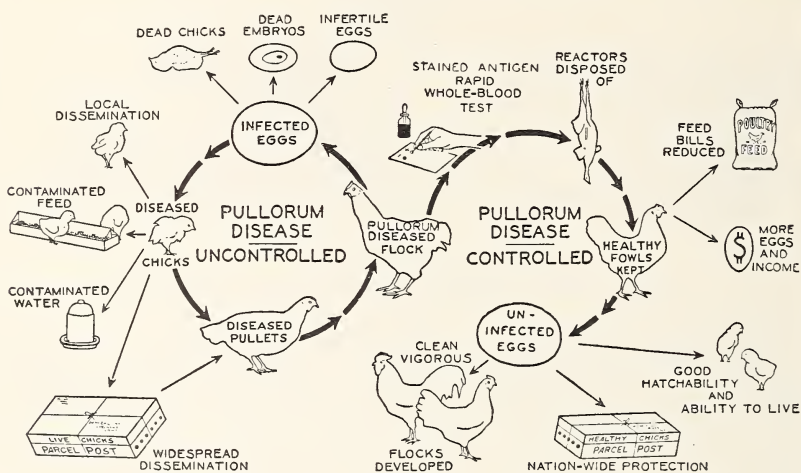 DEAD CHICKS
DEAD
EMBRYOS
INFERTILE
EGGS
INFECTED
EGGS
LOCAL
DISSEMINATION
CONTAMINATED
FEED
DISEASED
CHICKS
CONTAMINATED
WATER
PULLORUM
DISEASE
UNCONTROLLED
DISEASED
PULLETS
LIVE CHICKS
PARCEL POST
WIDESPREAD
DISSEMINATION
PULLORUM
DISEASED
FLOCK
STAINED ANTIGEN
RAPID
WHOLE-BLOOD
TEST
REACTORS
DISPOSED
OF
PULLORUM
DISEASE
CONTROLLED
HEALTHY
FOWLS
KEPT
FEED
BILLS
REDUCED
POULTRY
FEED
$
MORE
EGGS
AND
INCOME
UN-
INFECTED
EGGS
CLEAN
VIGOROUS
FLOCKS
DEVELOPED
HEALTHY CHICKS
PARCEL POST
NATION-WIDE PROTECTION
GOOD
HATCHABILITY
AND
ABILITY TO LIVE